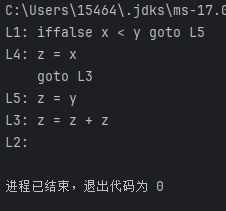 C:\Users\15464\.jdks\ms-17.0
L1: iffalse x < y goto L5
L4: z = x
    goto L3
L5: z = y
L3: z = z + z
L2:
进程已结束，退出代码为 0